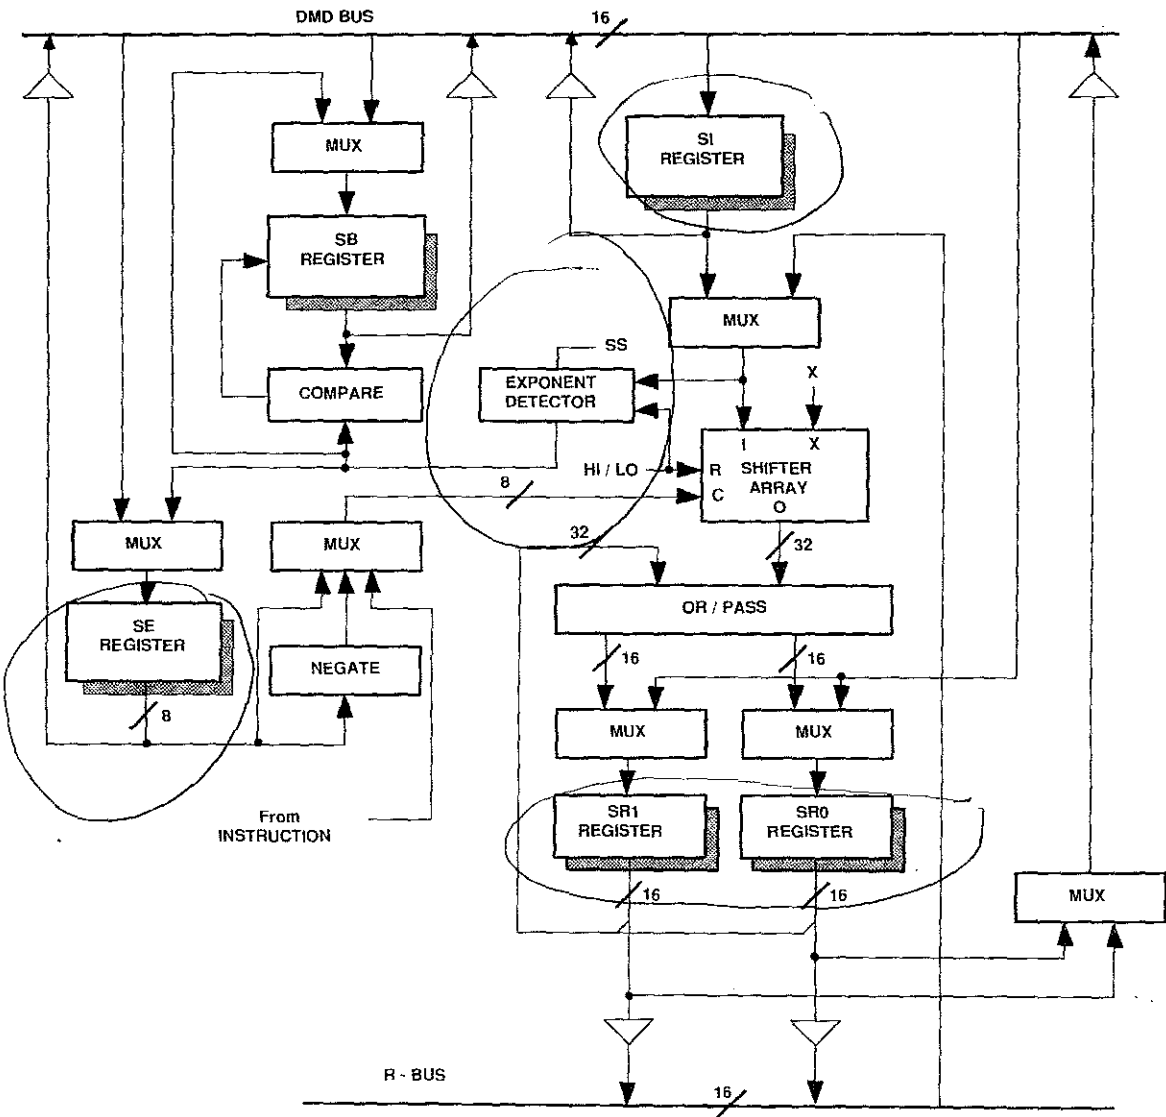 DMD BUS
16
MUX
SI
REGISTER
SB
REGISTER
MUX
SS
X
EXPONENT
DETECTOR
COMPARE
I
X
HI / LO
R
SHIFTER
ARRAY
C
O
8
MUX
MUX
32
32
OR / PASS
SE
REGISTER
16
16
NEGATE
8
MUX
MUX
From
INSTRUCTION
SR1
REGISTER
SR0
REGISTER
16
16
MUX
R - BUS
16